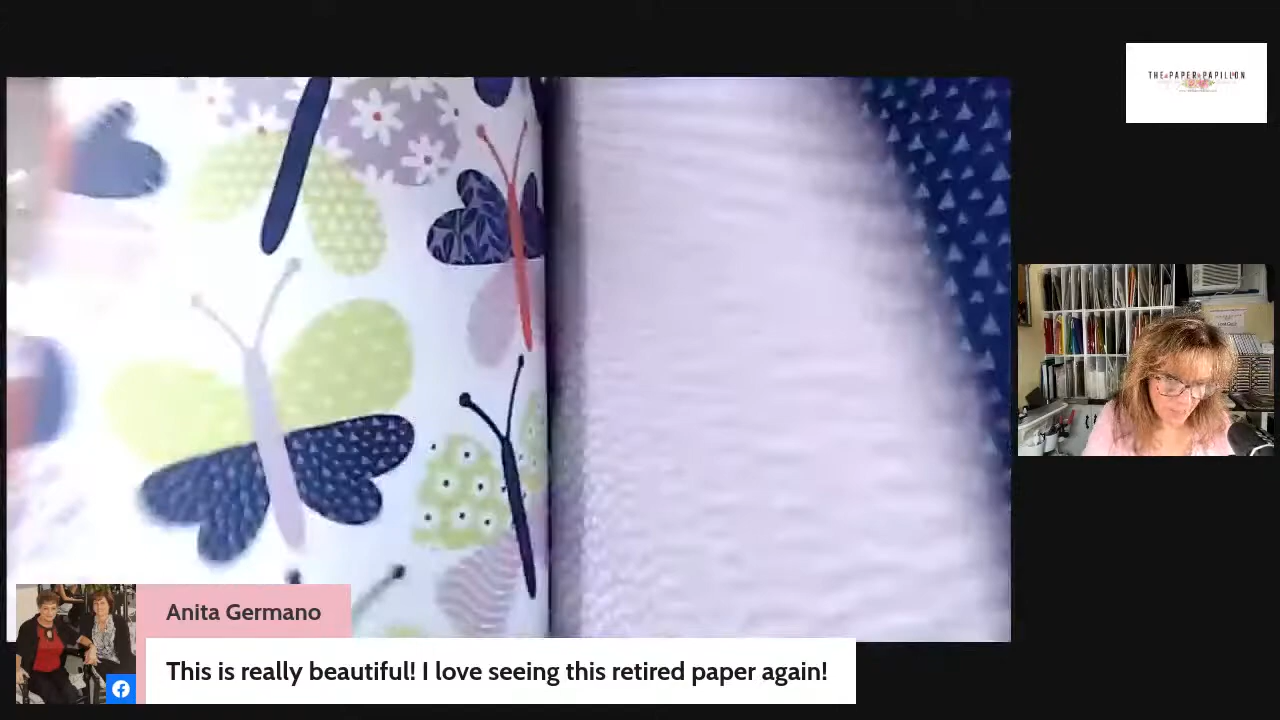 THE PAPER PAPILLON
Anita Germano
This is really beautiful! I love seeing this retired paper again!